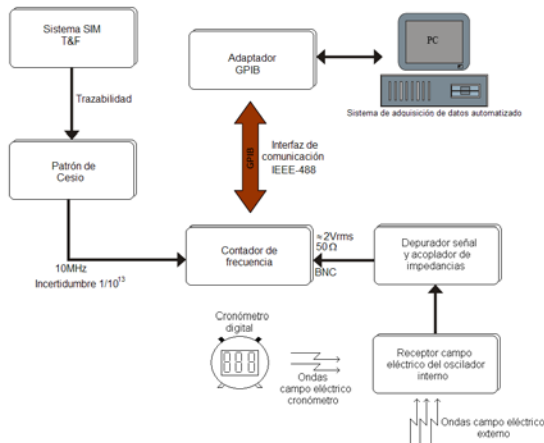 Sistema SIM
T&F
Trazabilidad
Patrón de
Cesio
10MHz
Incertidumbre 1/10¹³
Adaptador
GPIB
PC
Sistema de adquisición de datos automatizado
GPIB
Interfaz de
comunicación
IEEE-488
Contador de
frecuencia
≈2Vrms
50Ω
BNC
Depurador señal
y acoplador de
impedancias
Cronómetro
digital
Ondas
campo eléctrico
cronómetro
Receptor campo
eléctrico del oscilador
interno
Ondas campo eléctrico
externo